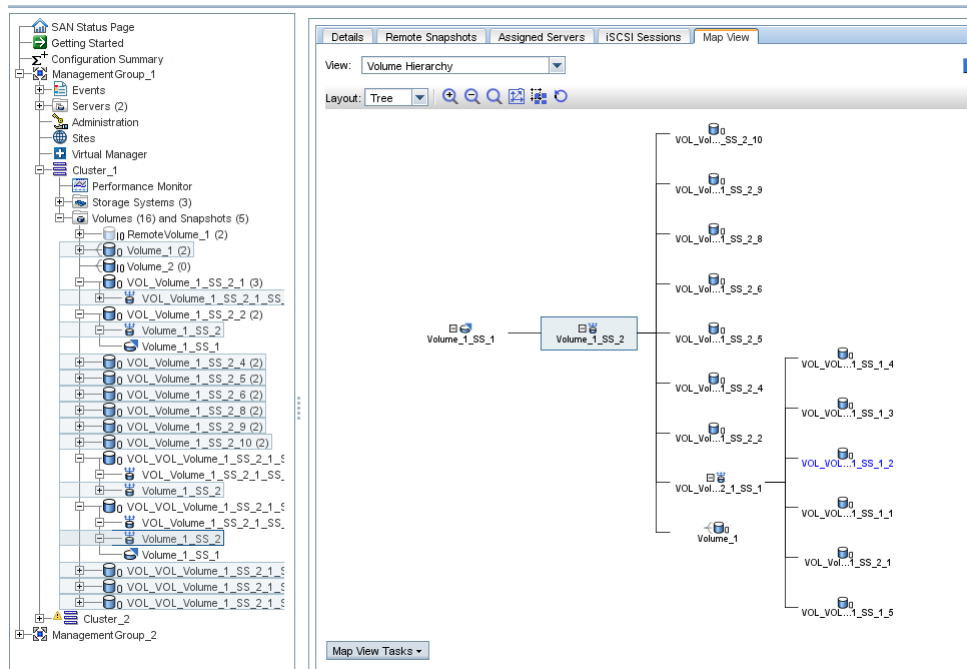 SAN Status Page
Getting Started
Configuration Summary
ManagementGroup_1
Events
Servers (2)
Administration
Sites
Virtual Manager
Cluster_1
Performance Monitor
Storage Systems (3)
Volumes (16) and Snapshots (5)
RemoteVolume_1 (2)
Volume_1 (2)
Volume_2 (0)
VOL_Volume_1_SS_2_1 (3)
VOL_Volume_1_SS_2_1_SS_
VOL_Volume_1_SS_2_2 (2)
Volume_1_SS_2
Volume_1_SS_1
VOL_Volume_1_SS_2_4 (2)
VOL_Volume_1_SS_2_5 (2)
VOL_Volume_1_SS_2_6 (2)
VOL_Volume_1_SS_2_8 (2)
VOL_Volume_1_SS_2_9 (2)
VOL_Volume_1_SS_2_10 (2)
VOL_VOL_Volume_1_SS_2_1_S
VOL_Volume_1_SS_2_1_SS_
Volume_1_SS_2
VOL_VOL_Volume_1_SS_2_1_S
VOL_Volume_1_SS_2_1_SS_
Volume_1_SS_2
Volume_1_SS_1
VOL_VOL_Volume_1_SS_2_1_S
VOL_VOL_Volume_1_SS_2_1_S
VOL_VOL_Volume_1_SS_2_1_S
Cluster_2
ManagementGroup_2
Details Remote Snapshots Assigned Servers iSCSI Sessions Map View
View: Volume Hierarchy
Layout: Tree
VOL_Vol..._SS_2_10
VOL_Vol...1_SS_2_9
VOL_Vol...1_SS_2_8
VOL_Vol...1_SS_2_6
Volume_1_SS_1
Volume_1_SS_2
VOL_Vol...1_SS_2_5
VOL_Vol...1_SS_2_4
VOL_Vol...1_SS_2_2
VOL_Vol...2_1_SS_1
Volume_1
VOL_VOL...1_SS_1_4
VOL_VOL...1_SS_1_3
VOL_VOL...1_SS_1_2
VOL_VOL...1_SS_1_1
VOL_Vol...1_SS_2_1
VOL_VOL...1_SS_1_5
Map View Tasks